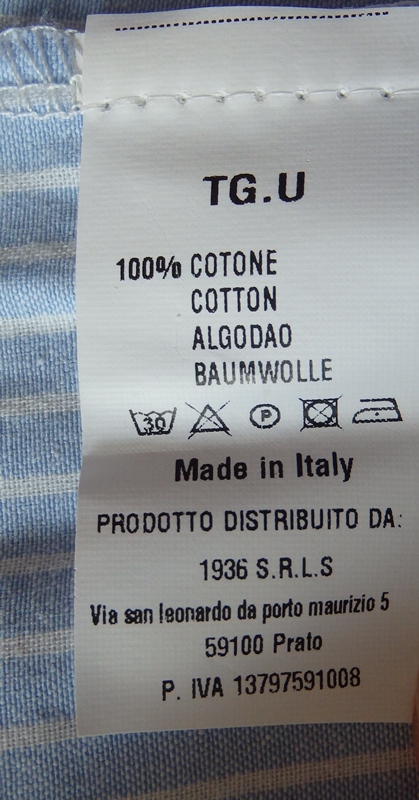 TG.U
100% COTONE
COTTON
ALGODAO
BAUMWOLLE
30 P
Made in Italy
PRODOTTO DISTRIBUITO DA:
1936 S.R.L.S
Via san leonardo da porto maurizio 5
59100 Prato
P. IVA 13797591008